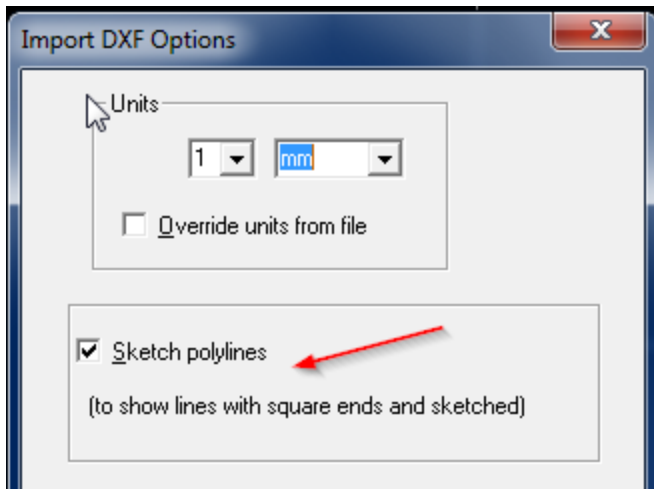 Import DXF Options
Units
1 mm
Override units from file
Sketch polylines
(to show lines with square ends and sketched)